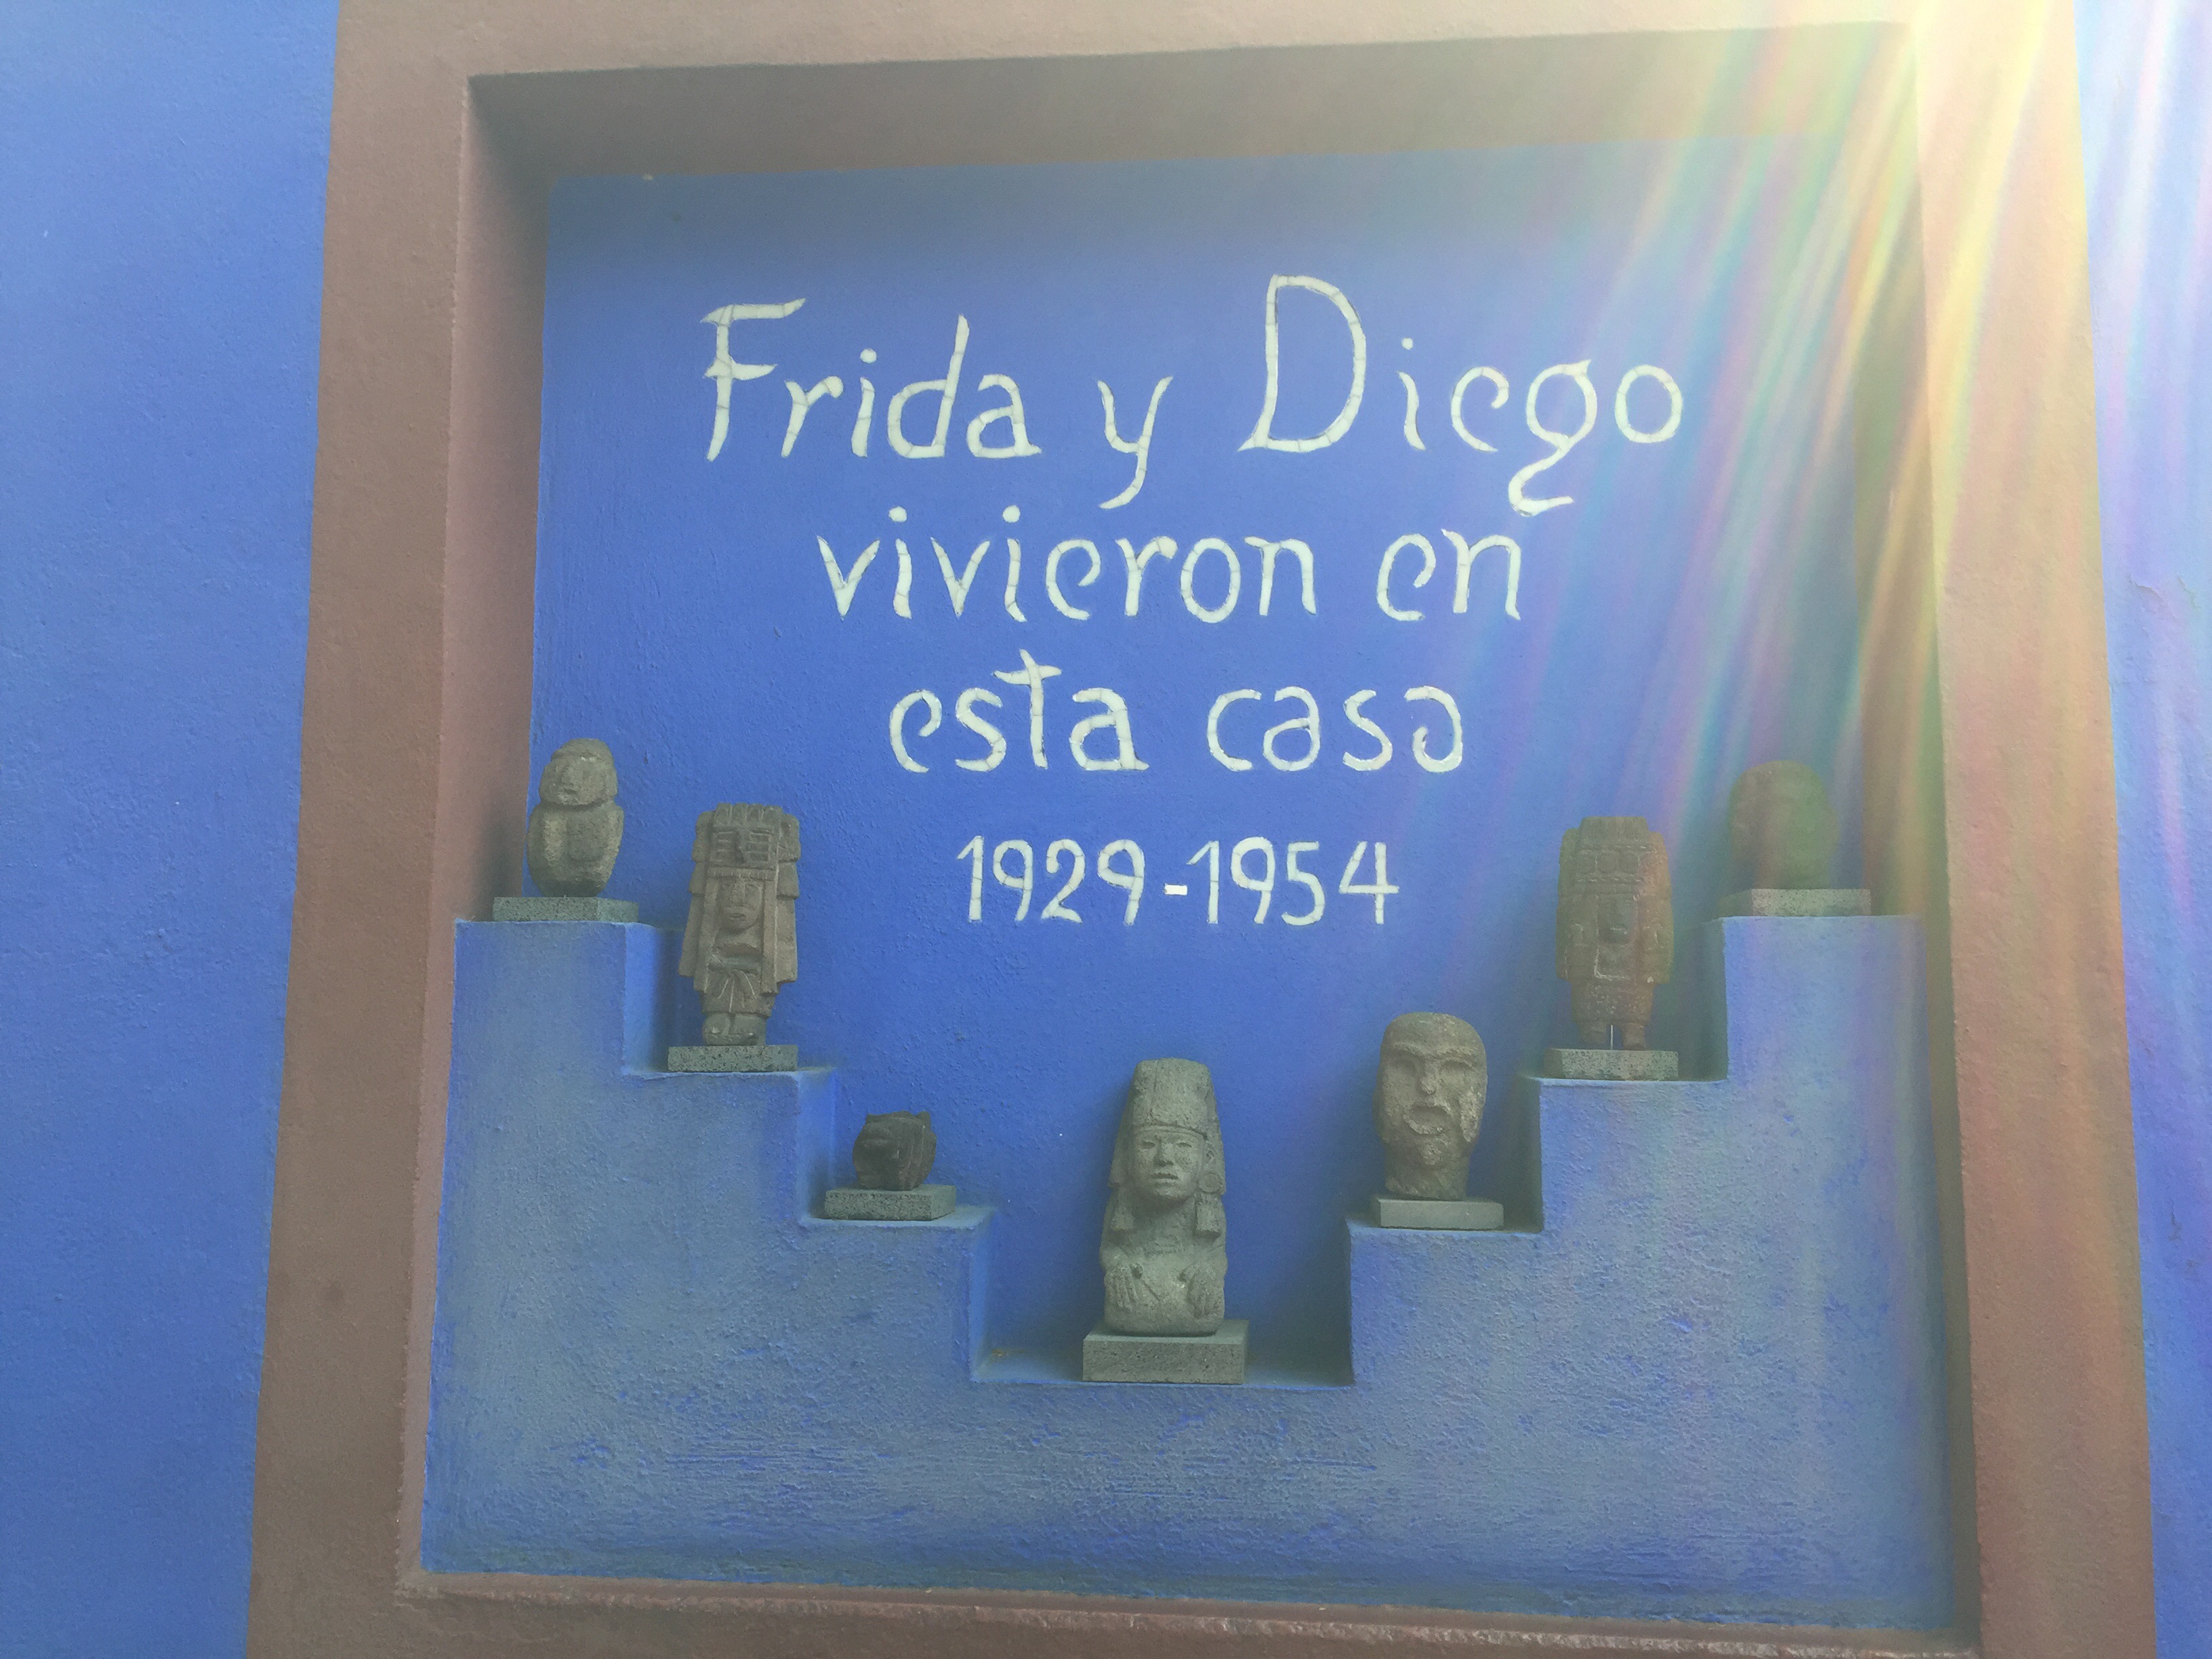 Frida y Diego
vivieron en
esta casa
1929-1954